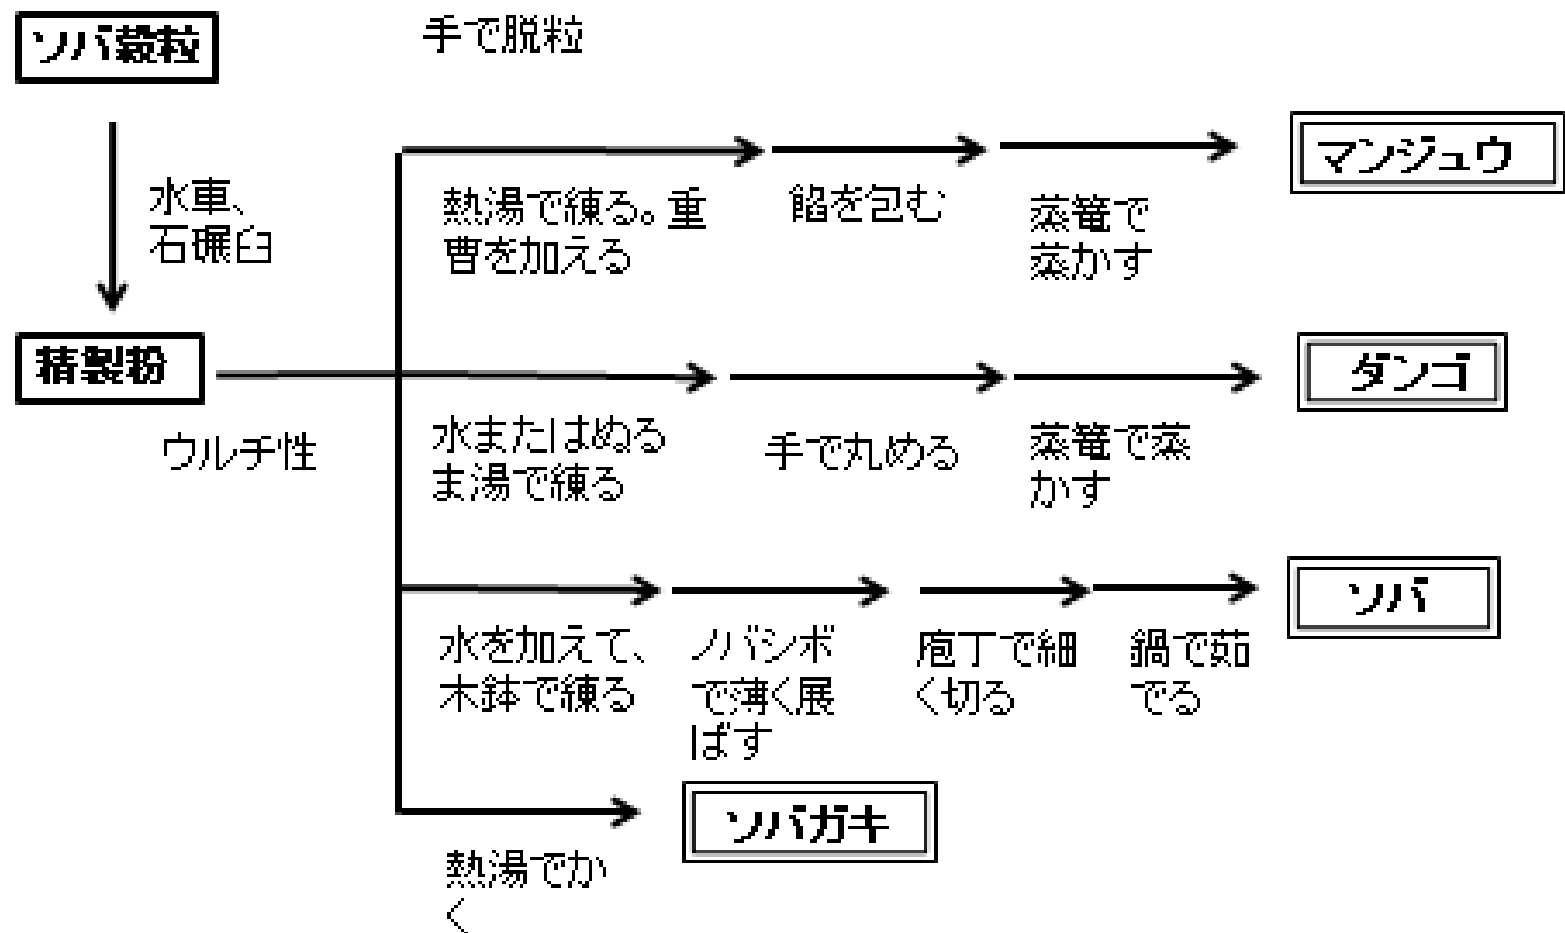 ソバ穀粒
手で脱粒
水車、
石碾臼
精製粉
ウルチ性
熱湯で練る。重
曹を加える
餡を包む
蒸篭で
蒸かす
マンジュウ
水またはぬる
ま湯で練る
手で丸める
蒸篭で蒸
かす
ダンゴ
水を加えて、
木鉢で練る
ノバシボ
で薄く展
ばす
庖丁で細
く切る
鍋で茹
でる
ソバ
熱湯でか
く
ソバガキ